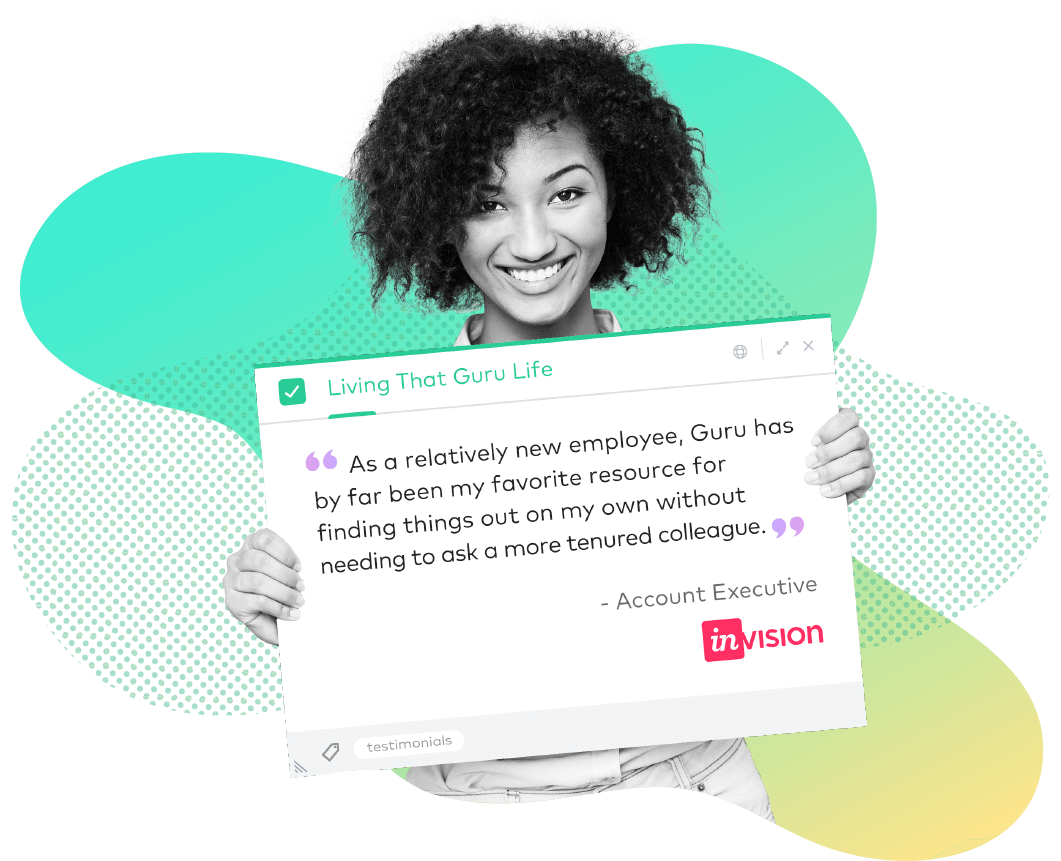 Living That Guru Life
“ As a relatively new employee, Guru has
by far been my favorite resource for
finding things out on my own without
needing to ask a more tenured colleague. ”
- Account Executive
inVISION
testimonials